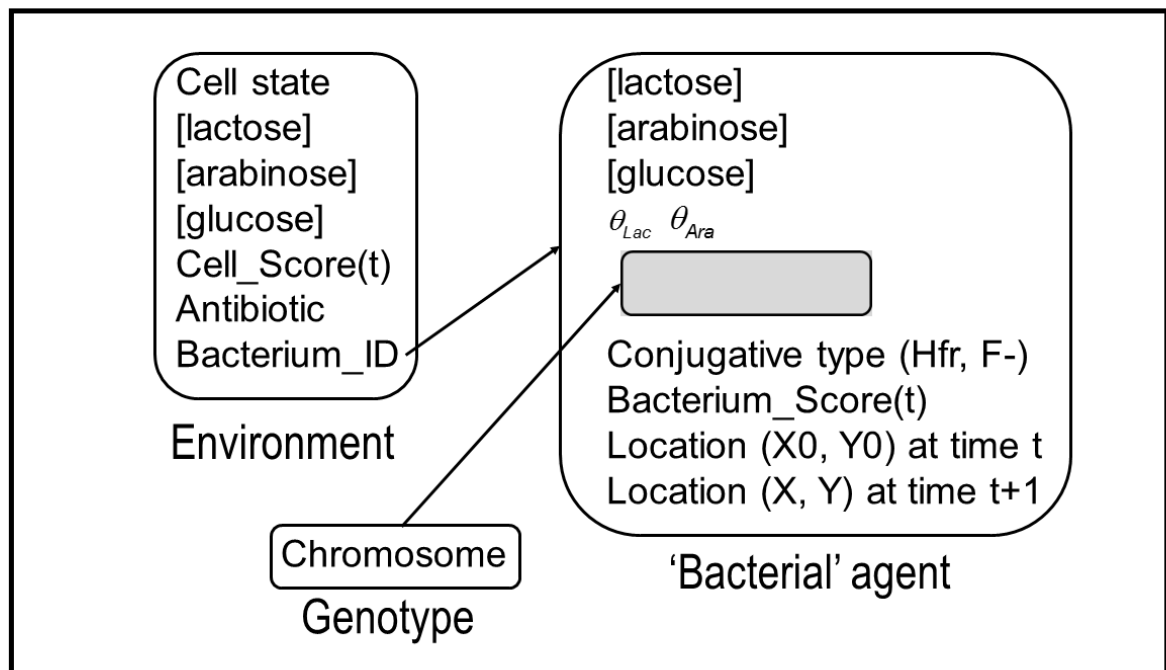 Cell state
[lactose]
[arabinose]
[glucose]
Cell_Score(t)
Antibiotic
Bacterium_ID
Environment
Chromosome
Genotype
[lactose]
[arabinose]
[glucose]
θLac θAra
Conjugative type (Hfr, F-)
Bacterium_Score(t)
Location (X0, Y0) at time t
Location (X, Y) at time t+1
‘Bacterial’ agent